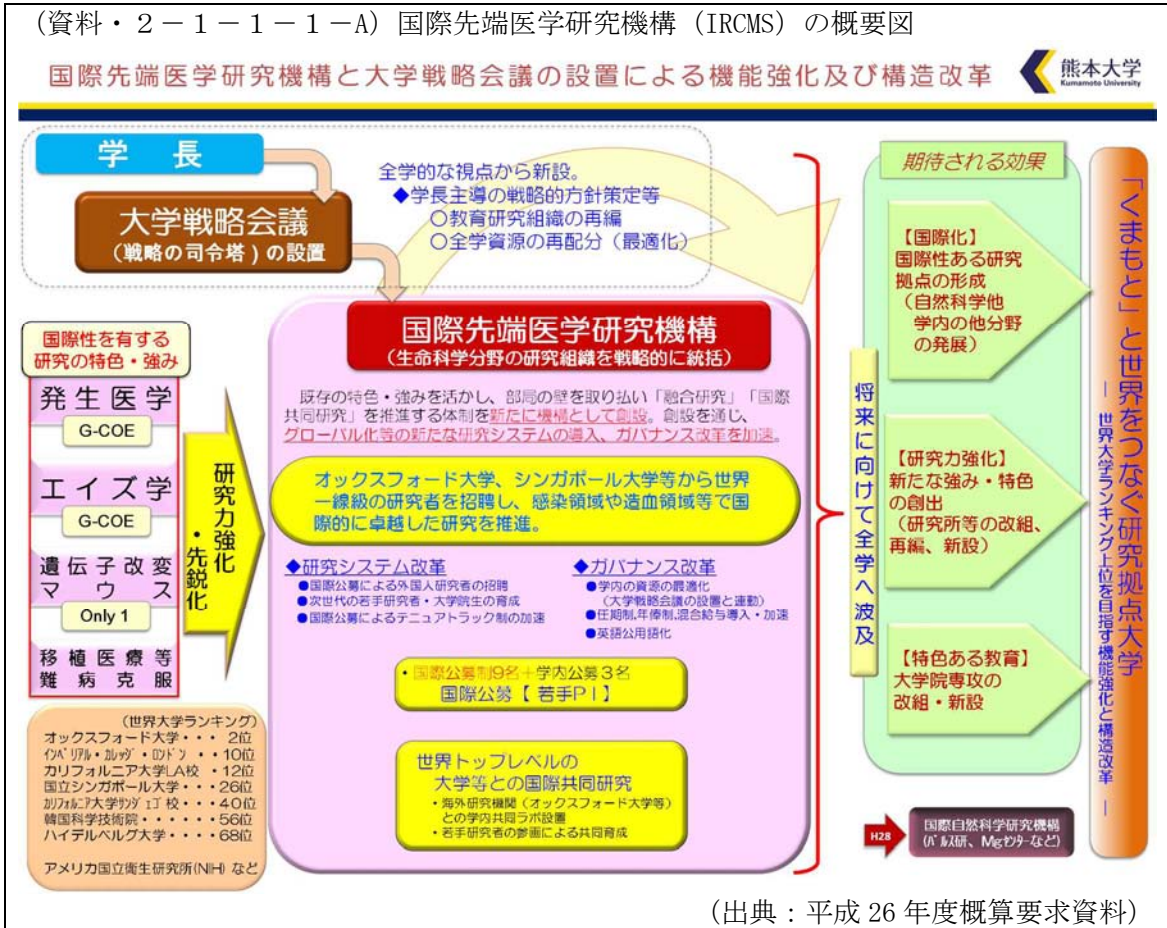 (資料・2-1-1-1-A) 国際先端医学研究機構 (IRCMS) の概要図
国際先端医学研究機構と大学戦略会議の設置による機能強化及び構造改革
熊本大学
Kumamoto University
学 長
大学戦略会議
(戦略の司令塔)の設置
全学的な視点から新設。
◆学長主導の戦略的方針策定等
○教育研究組織の再編
○全学資源の再配分(最適化)
国際性を有する
研究の特色・強み
発生医学
G-COE
エイズ学
G-COE
遺伝子改変
マウス
Only 1
移植医療等
難病克服
研究力強化
・先鋭化
(世界大学ランキング)
オックスフォード大学・・・ 2位
インペリアル・カレッジ・ロンドン ・・10位
カリフォルニア大学LA校 ・12位
国立シンガポール大学・・・26位
カリフォルニア大学サンディエゴ校・・・40位
韓国科学技術院・・・・・・56位
ハイデルベルグ大学・・・・68位
アメリカ国立衛生研究所(NIH) など
国際先端医学研究機構
(生命科学分野の研究組織を戦略的に統括)
既存の特色・強みを活かし、部局の壁を取り払い「融合研究」「国際
共同研究」を推進する体制を新たに機構として創設。創設を通じ、
グローバル化等の新たな研究システムの導入、ガバナンス改革を加速。
オックスフォード大学、シンガポール大学等から世界
一線級の研究者を招聘し、感染領域や造血領域等で国
際的に卓越した研究を推進。
◆研究システム改革
●国際公募による外国人研究者の招聘
●次世代の若手研究者・大学院生の育成
●国際公募によるテニュアトラック制の加速
◆ガバナンス改革
●学内の資源の最適化
(大学戦略会議の設置と連動)
●任期制,年俸制,混合給与導入・加速
●英語公用語化
・国際公募制9名+学内公募3名
国際公募【 若手PI】
世界トップレベルの
大学等との国際共同研究
・海外研究機関(オックスフォード大学等)
との学内共同ラボ設置
・若手研究者の参画による共同育成
将来に向けて全学へ波及
期待される効果
【国際化】
国際性ある研究
拠点の形成
(自然科学他
学内の他分野
の発展)
【研究力強化】
新たな強み・特色
の創出
(研究所等の改組、
再編、新設)
【特色ある教育】
大学院専攻の
改組・新設
H28
国際自然科学研究機構
(パルス研、Mgセンターなど)
「くまもと」と世界をつなぐ研究拠点大学
― 世界大学ランキング上位を目指す機能強化と構造改革 ―
(出典:平成 26 年度概算要求資料)